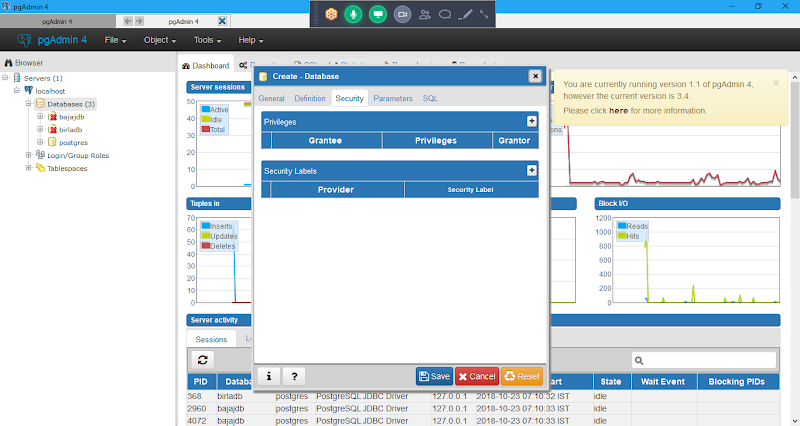 pgAdmin 4
pgAdmin 4
pgAdmin 4
pgAdmin 4 File Object Tools Help
Browser
Dashboard
Servers (1)
localhost
Databases (3)
bajajdb
birladb
postgres
Login/Group Roles
Tablespaces
Server sessions
50
40
30
20
10
0
Active
Idle
Total
Create - Database
General Definition Security Parameters SQL
Privileges
Grantee Privileges Grantor
Security Labels
Provider Security Label
Save Cancel Reset
You are currently running version 1.1 of pgAdmin 4,
however the current version is 3.4.
Please click here for more information.
Tuples in
70
60
50
40
30
20
10
0
Inserts
Updates
Deletes
Block I/O
1200
1000
800
600
400
200
0
Reads
Hits
Server activity
Sessions
PID State Wait Event Blocking PIDs
368 birladb postgres PostgreSQL JDBC Driver 127.0.0.1 2018-10-23 07:10:32 IST idle
2960 bajajdb postgres PostgreSQL JDBC Driver 127.0.0.1 2018-10-23 07:10:33 IST idle
4072 bajajdb postgres PostgreSQL JDBC Driver 127.0.0.1 2018-10-23 07:10:33 IST idle